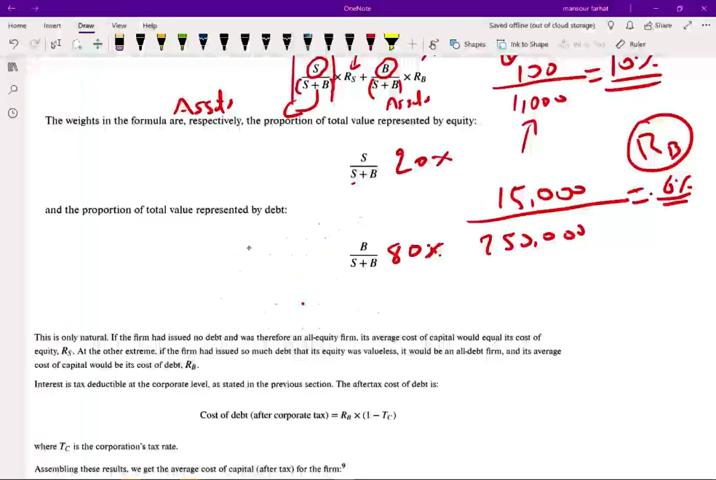 OneNote
mansour farhat
Home Insert Draw View Help
Saved offline (out of cloud storage)
Share
Shapes Ink to Shape Ruler
S/S + B × RS + B/S + B × RB
100/1,000 = 10%
Assets Assets
The weights in the formula are, respectively, the proportion of total value represented by equity:
RB
S/S + B 20%
15,000/250,000 = 6%
and the proportion of total value represented by debt:
B/S + B 80%
This is only natural. If the firm had issued no debt and was therefore an all-equity firm, its average cost of capital would equal its cost of
equity, RS. At the other extreme, if the firm had issued so much debt that its equity was valueless, it would be an all-debt firm, and its average
cost of capital would be its cost of debt, RB.
Interest is tax deductible at the corporate level, as stated in the previous section. The aftertax cost of debt is:
Cost of debt (after corporate tax) = RB × (1 − TC)
where TC is the corporation's tax rate.
Assembling these results, we get the average cost of capital (after tax) for the firm:9